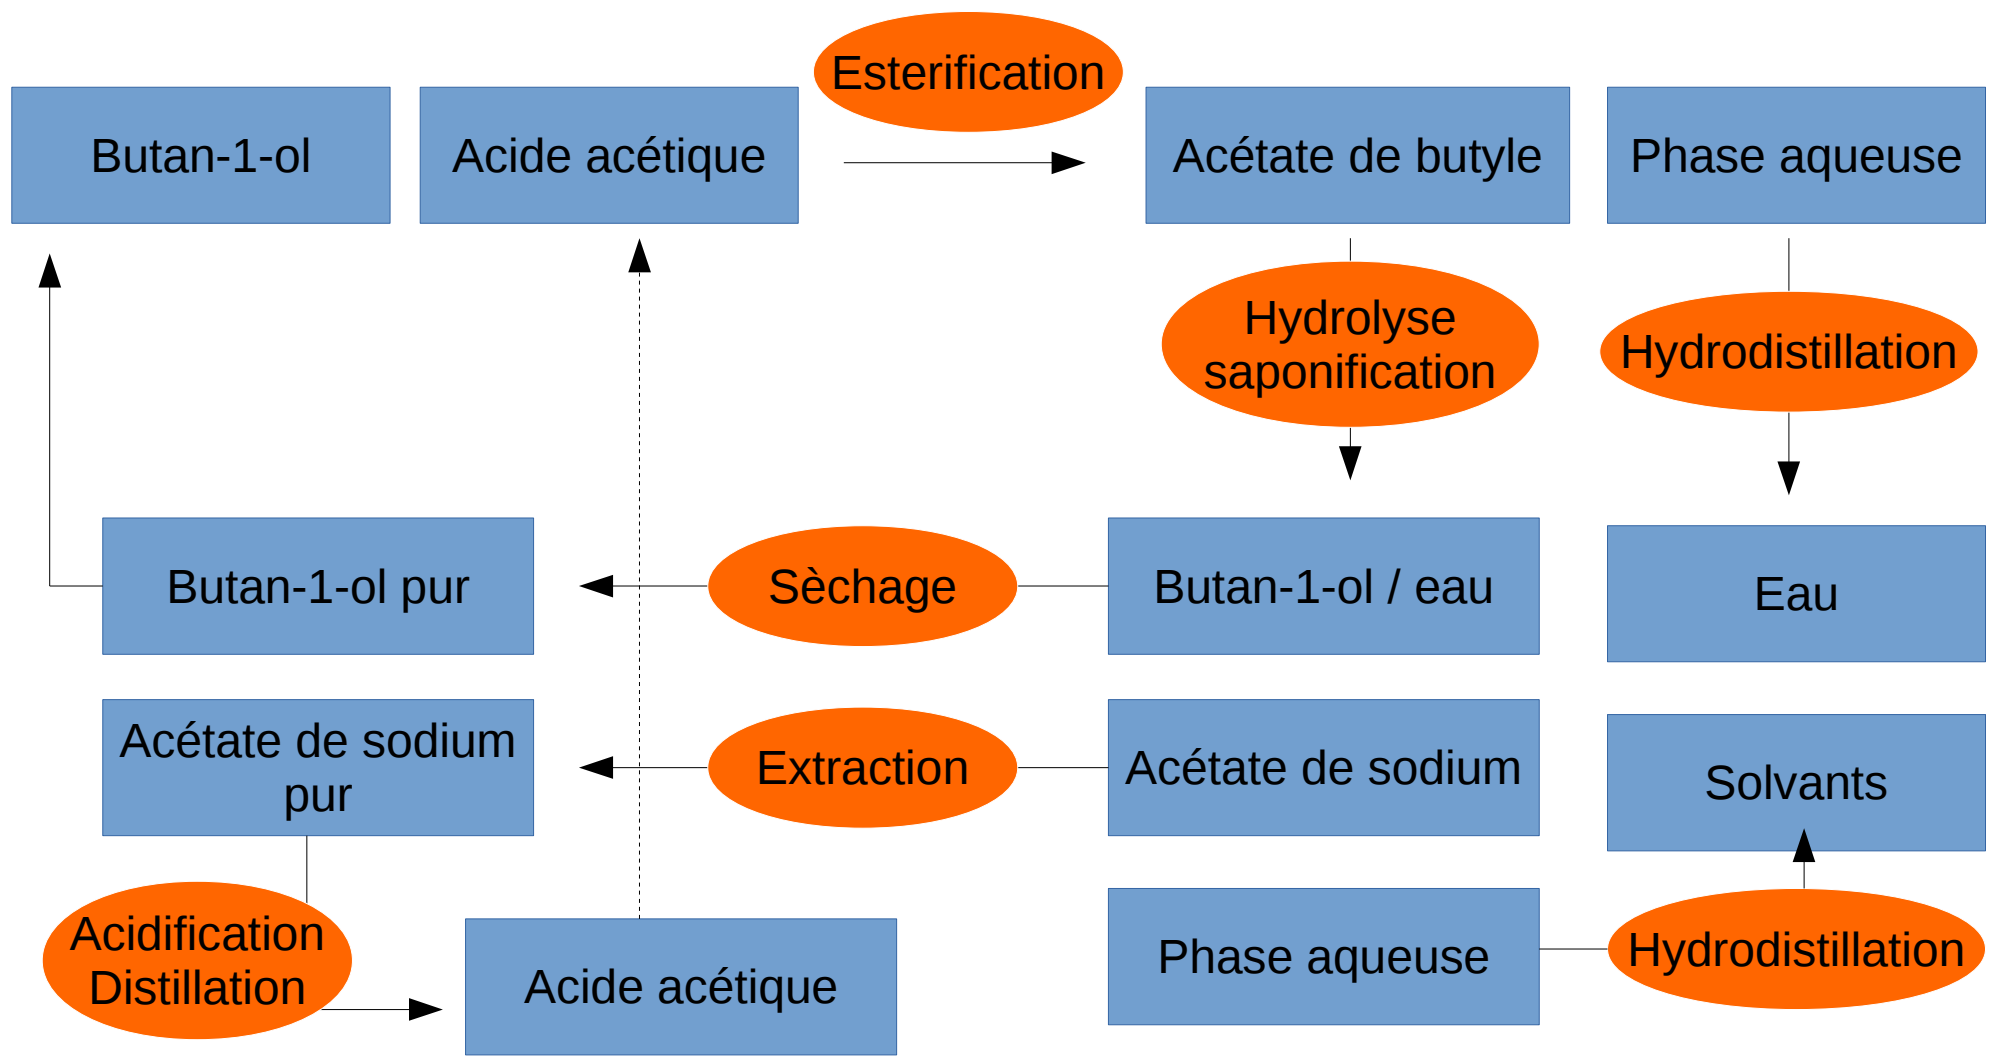 Esterification
Butan-1-ol
Acide acétique
Acétate de butyle
Phase aqueuse
Hydrolyse
saponification
Hydrodistillation
Butan-1-ol pur
Sèchage
Butan-1-ol / eau
Eau
Acétate de sodium
pur
Extraction
Acétate de sodium
Solvants
Acidification
Distillation
Acide acétique
Phase aqueuse
Hydrodistillation